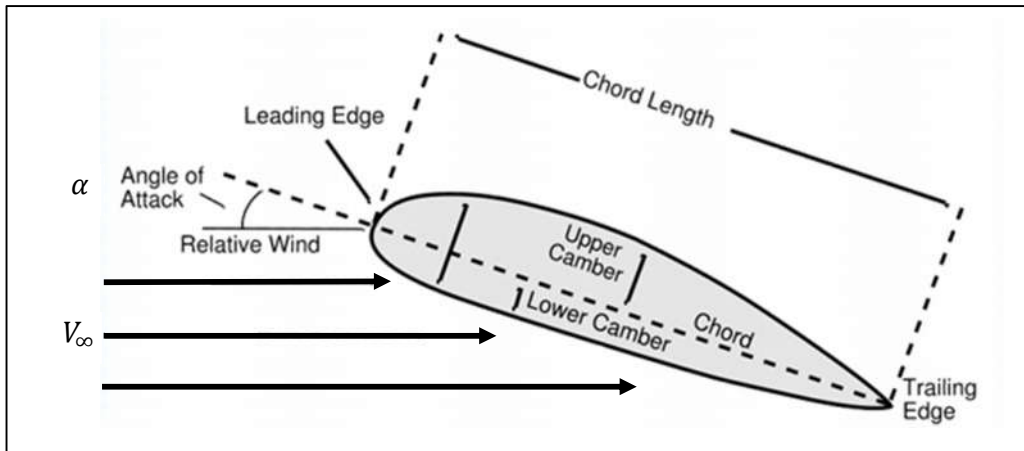 Chord Length
Leading Edge
α
Angle of
Attack
Relative Wind
Upper
Camber
Lower Camber
Chord
V∞
Trailing
Edge